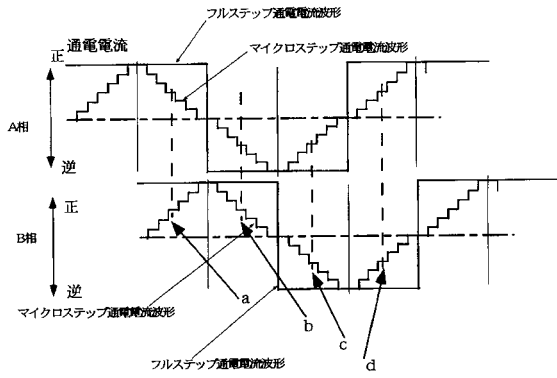 フルステップ通電電流波形
通電電流
マイクロステップ通電電流波形
正
A相
逆
正
B相
逆
マイクロステップ通電電流波形
a
b
c
d
フルステップ通電電流波形